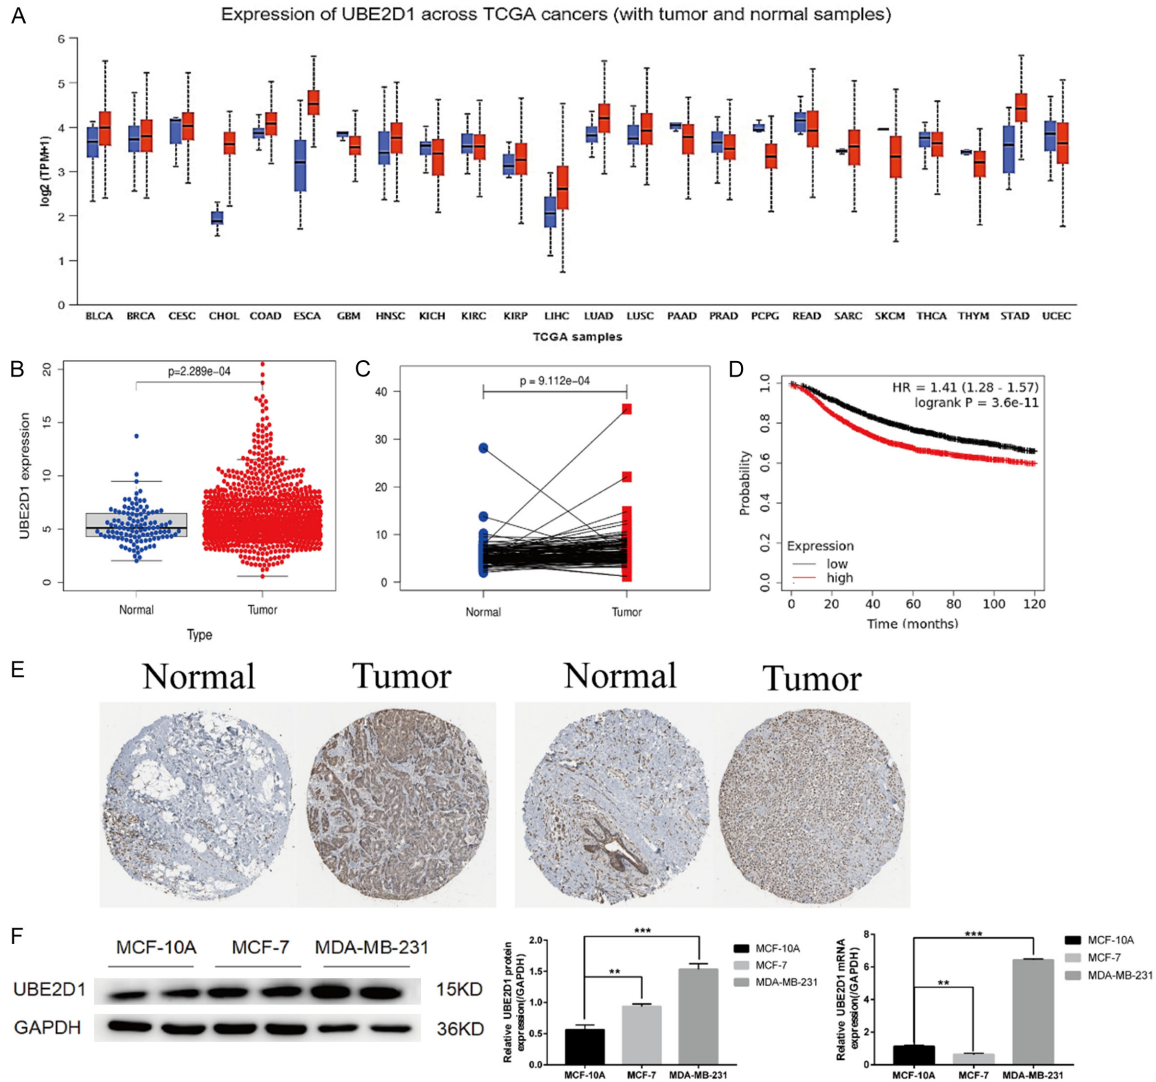 A
Expression of UBE2D1 across TCGA cancers (with tumor and normal samples)
log2 (TPM+1)
6
5
4
3
2
1
0
BLCA BRCA CESC CHOL COAD ESCA GBM HNSC KICH KIRC KIRP LIHC LUAD LUSC PAAD PRAD PCPG READ SARC SKCM THCA THYM STAD UCEC
TCGA samples
B
UBE2D1 expression
20
15
10
5
0
p=2.289e−04
Normal Tumor
Type
C
40
30
20
10
0
p = 9.112e−04
Normal Tumor
D
Probability
1.0
0.8
0.6
0.4
0.2
0.0
HR = 1.41 (1.28 - 1.57)
logrank P = 3.6e-11
Expression
low
high
0 20 40 60 80 100 120
Time (months)
E
Normal Tumor Normal Tumor
F
MCF-10A MCF-7 MDA-MB-231
UBE2D1 15KD
GAPDH 36KD
Relative UBE2D1 protein
expression(/GAPDH)
2.0
1.5
1.0
0.5
0.0
***
**
MCF-10A
MCF-7
MDA-MB-231
MCF-10A MCF-7 MDA-MB-231
Relative UBE2D1 mRNA
expression(/GAPDH)
8
6
4
2
0
***
**
MCF-10A
MCF-7
MDA-MB-231
MCF-10A MCF-7 MDA-MB-231